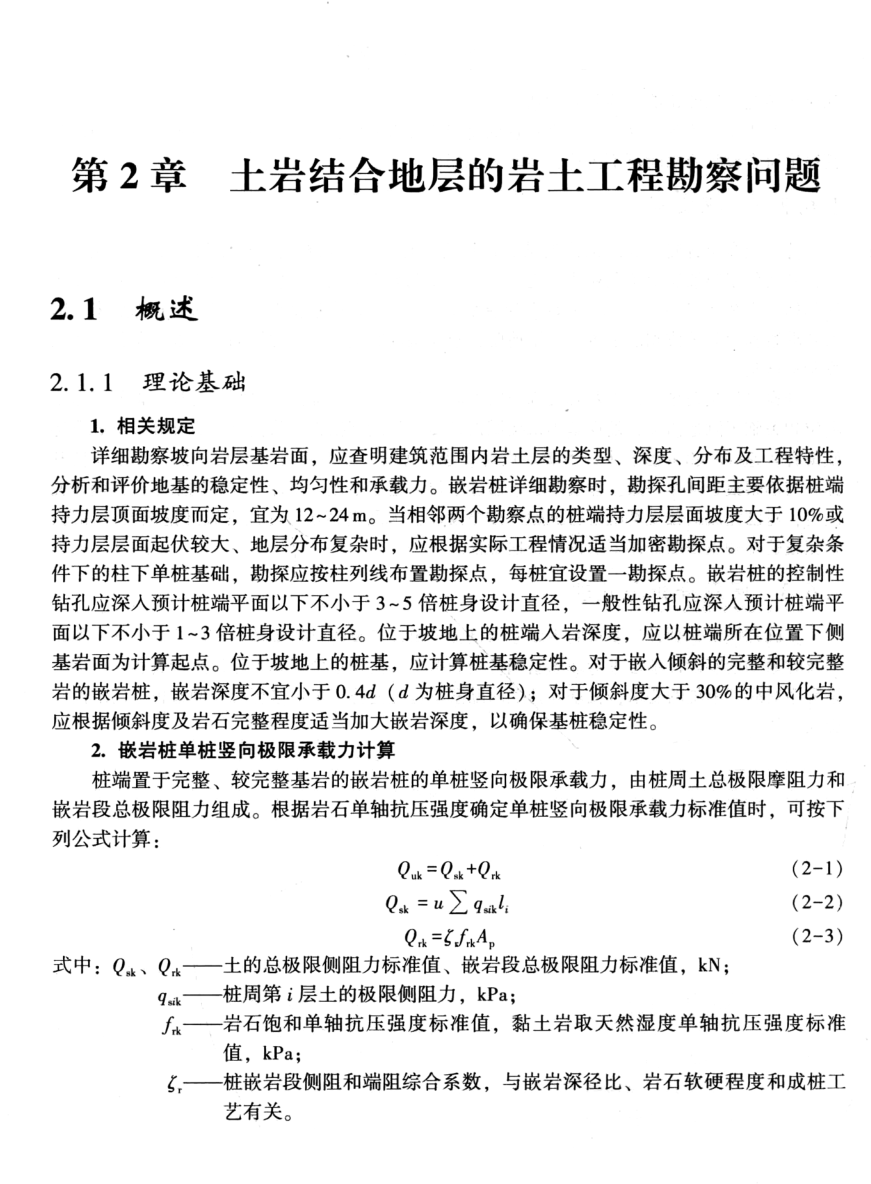 第 2 章 土岩结合地层的岩土工程勘察问题
2.1 概述
2.1.1 理论基础
1. 相关规定
详细勘察坡向岩层基岩面，应查明建筑范围内岩土层的类型、深度、分布及工程特性，
分析和评价地基的稳定性、均匀性和承载力。嵌岩桩详细勘察时，勘探孔间距主要依据桩端
持力层顶面坡度而定，宜为 12~24 m。当相邻两个勘察点的桩端持力层层面坡度大于 10%或
持力层层面起伏较大、地层分布复杂时，应根据实际工程情况适当加密勘探点。对于复杂条
件下的柱下单桩基础，勘探应按柱列线布置勘探点，每桩宜设置一勘探点。嵌岩桩的控制性
钻孔应深入预计桩端平面以下不小于 3~5 倍桩身设计直径，一般性钻孔应深入预计桩端平
面以下不小于 1~3 倍桩身设计直径。位于坡地上的桩端入岩深度，应以桩端所在位置下侧
基岩面为计算起点。位于坡地上的桩基，应计算桩基稳定性。对于嵌入倾斜的完整和较完整
岩的嵌岩桩，嵌岩深度不宜小于 0.4d（d 为桩身直径）；对于倾斜度大于 30%的中风化岩，
应根据倾斜度及岩石完整程度适当加大嵌岩深度，以确保基桩稳定性。
2. 嵌岩桩单桩竖向极限承载力计算
桩端置于完整、较完整基岩的嵌岩桩的单桩竖向极限承载力，由桩周土总极限摩阻力和
嵌岩段总极限阻力组成。根据岩石单轴抗压强度确定单桩竖向极限承载力标准值时，可按下
列公式计算：
Q_uk = Q_sk + Q_rk （2-1）
Q_sk = u ∑ q_sik l_i （2-2）
Q_rk = ζ_r f_rk A_p （2-3）
式中：Q_sk、Q_rk——土的总极限侧阻力标准值、嵌岩段总极限阻力标准值，kN；
q_sik——桩周第 i 层土的极限侧阻力，kPa；
f_rk——岩石饱和单轴抗压强度标准值，黏土岩取天然湿度单轴抗压强度标准
值，kPa；
ζ_r——桩嵌岩段侧阻和端阻综合系数，与嵌岩深径比、岩石软硬程度和成桩工
艺有关。